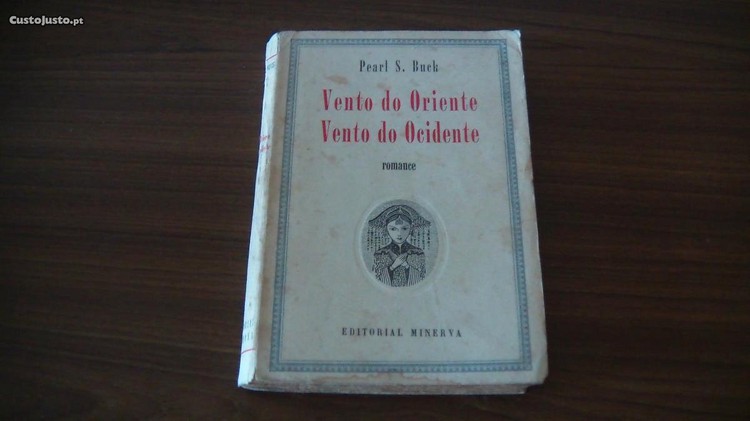 CustoJusto.pt
Pearl S. Buck
Vento do Oriente
Vento do Ocidente
romance
EDITORIAL MINERVA